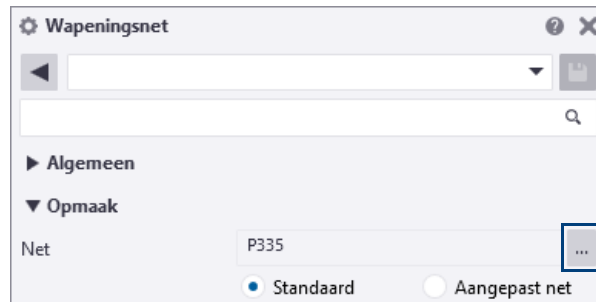 Wapeningsnet
Algemeen
Opmaak
Net P335 ...
Standaard Aangepast net